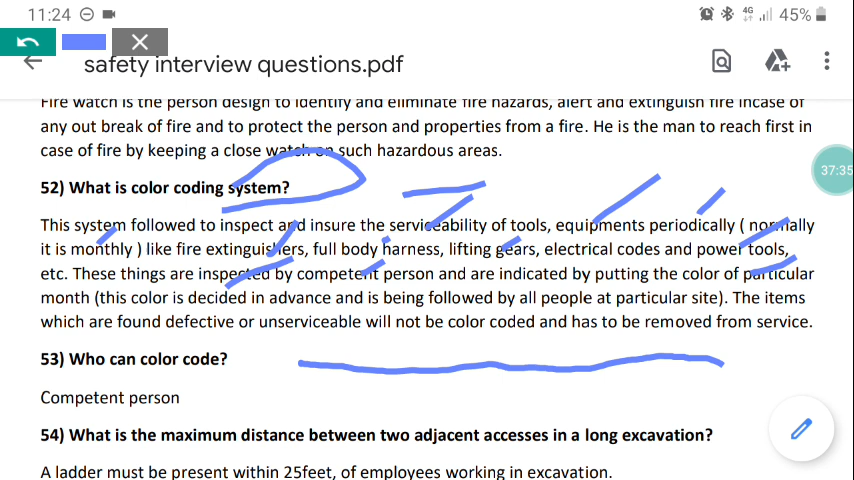 11:24
4G
45%
safety interview questions.pdf
Fire watch is the person design to identify and eliminate fire hazards, alert and extinguish fire incase of
any out break of fire and to protect the person and properties from a fire. He is the man to reach first in
case of fire by keeping a close watch on such hazardous areas.
37:35
52) What is color coding system?
This system followed to inspect and insure the serviceability of tools, equipments periodically ( normally
it is monthly ) like fire extinguishers, full body harness, lifting gears, electrical codes and power tools,
etc. These things are inspected by competent person and are indicated by putting the color of particular
month (this color is decided in advance and is being followed by all people at particular site). The items
which are found defective or unserviceable will not be color coded and has to be removed from service.
53) Who can color code?
Competent person
54) What is the maximum distance between two adjacent accesses in a long excavation?
A ladder must be present within 25feet, of employees working in excavation.